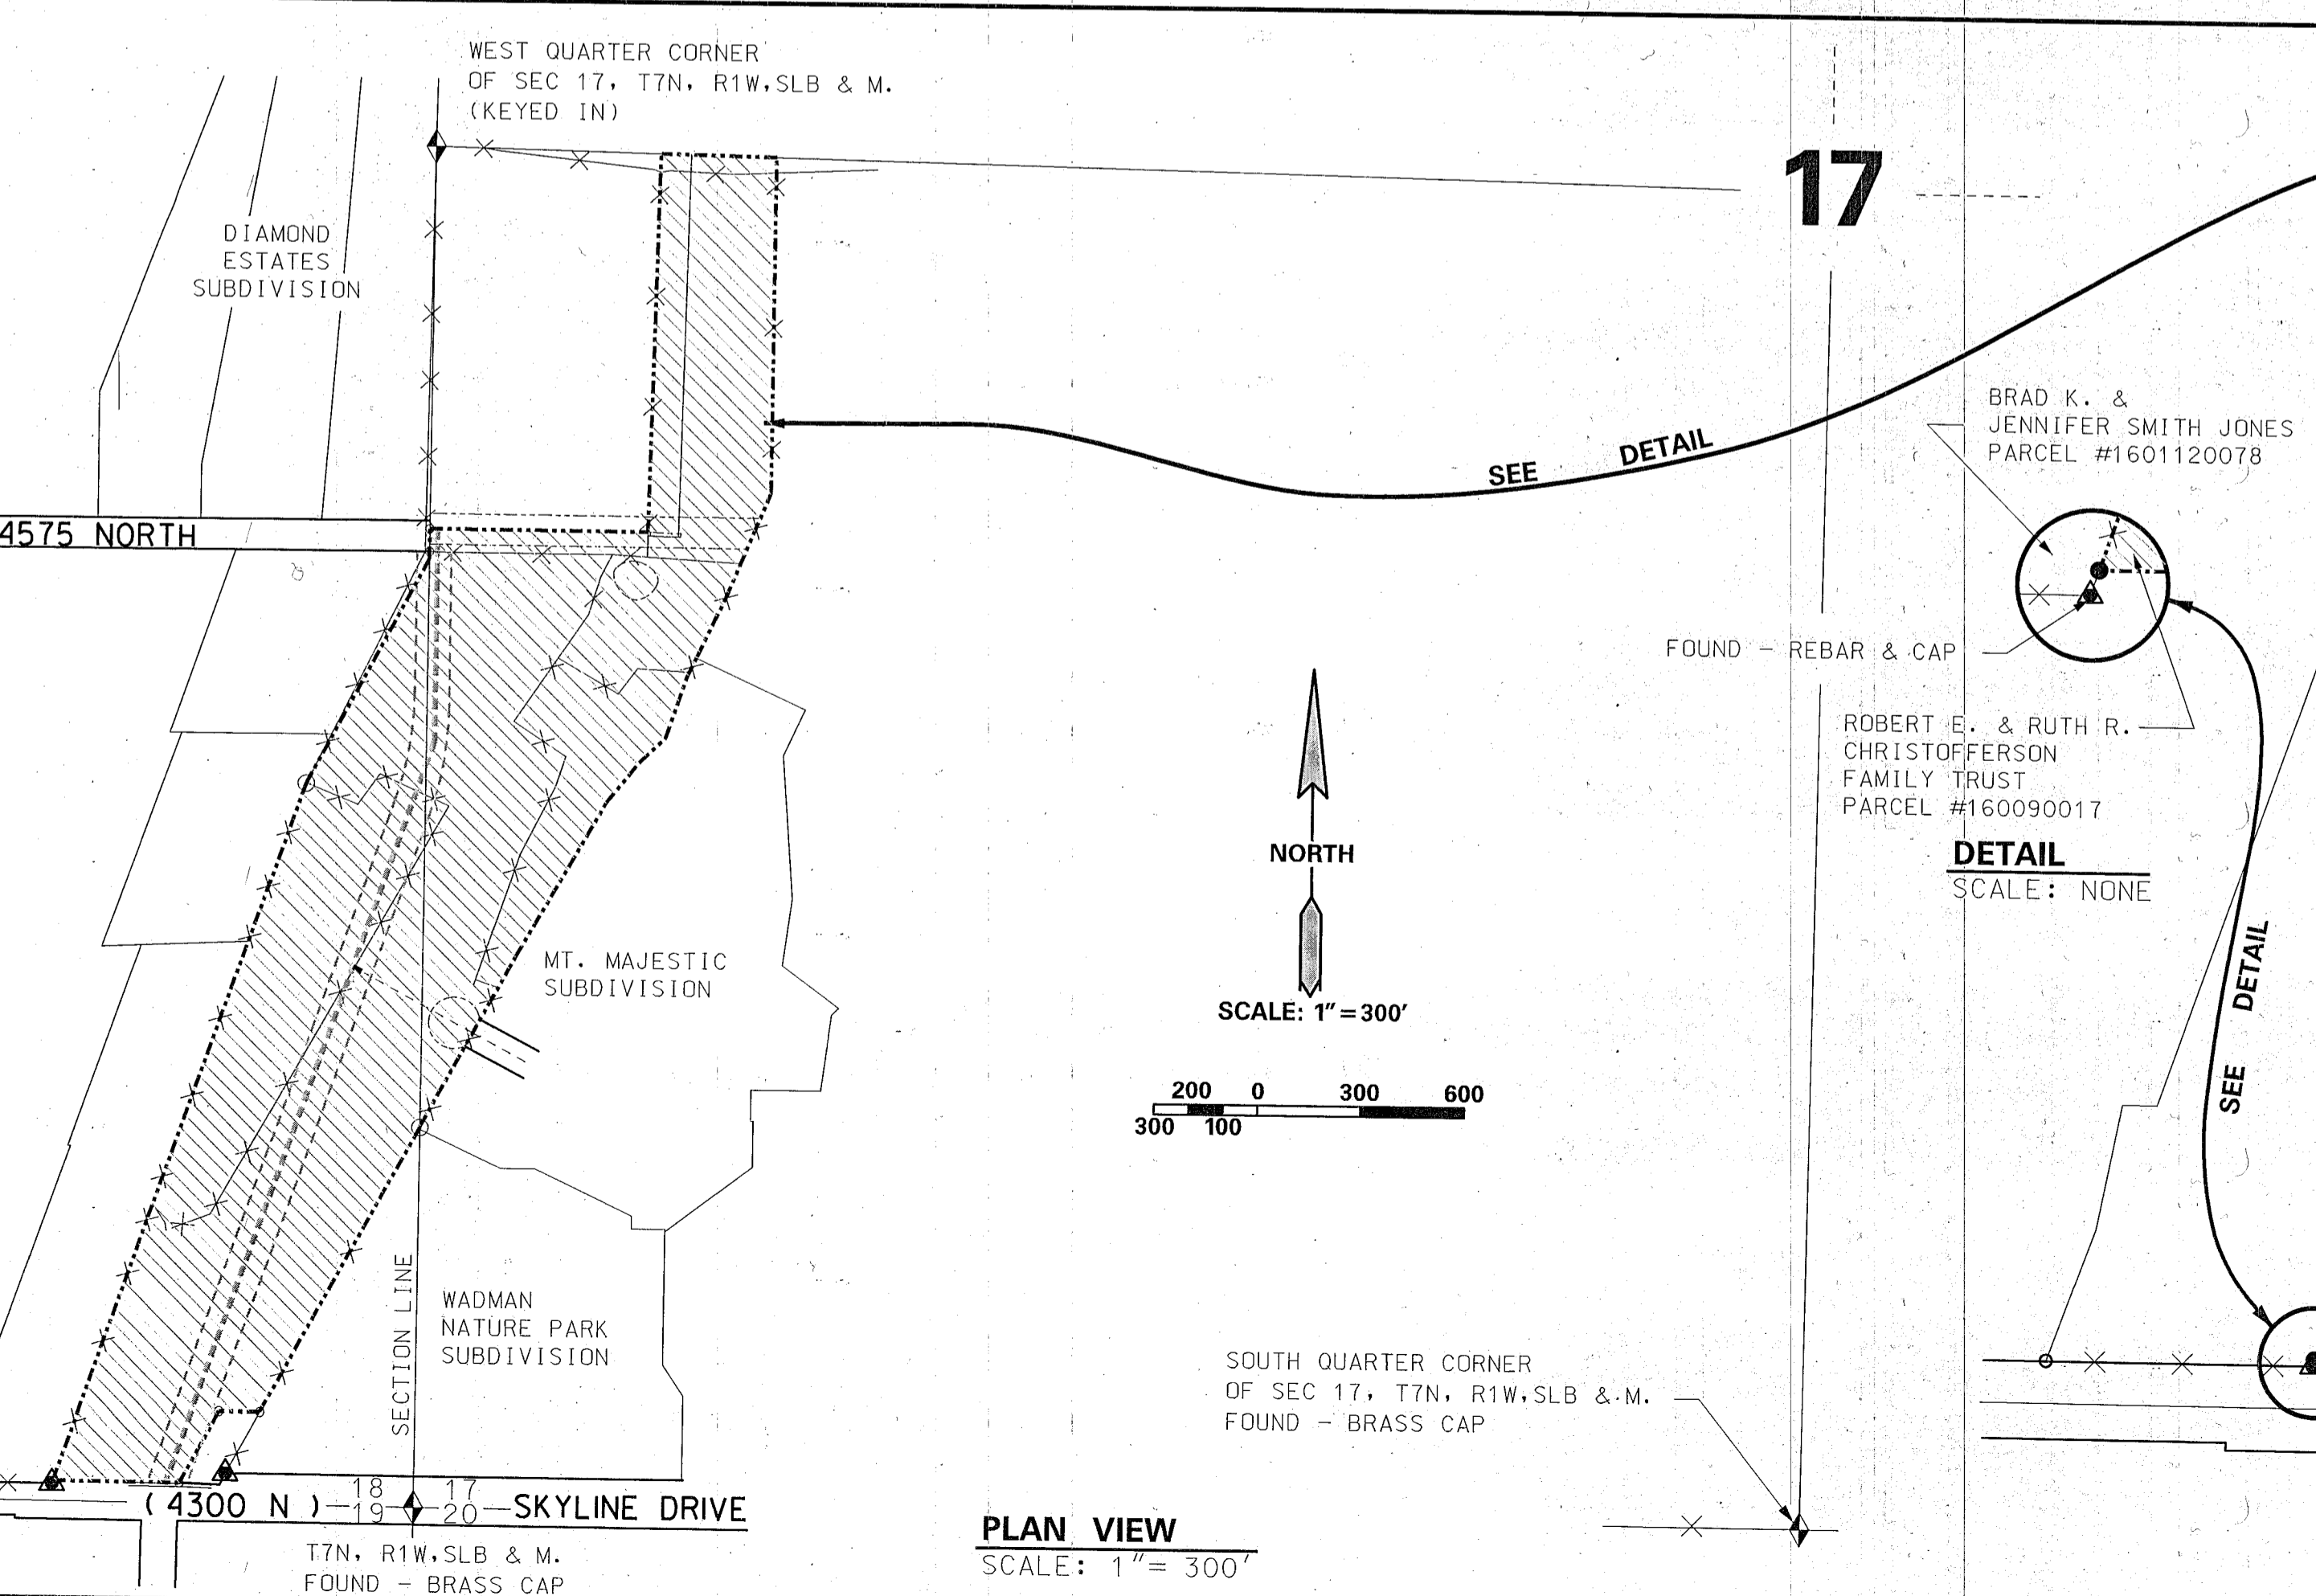 WEST QUARTER CORNER
OF SEC 17, T7N, R1W,SLB & M.
(KEYED IN)
17
DIAMOND
ESTATES
SUBDIVISION
BRAD K. &
JENNIFER SMITH JONES
PARCEL #1601120078
SEE DETAIL
4575 NORTH
FOUND - REBAR & CAP
ROBERT E. & RUTH R.
CHRISTOFFERSON
FAMILY TRUST
PARCEL #160090017
DETAIL
SCALE: NONE
NORTH
SCALE: 1"=300'
200 0 300 600
300 100
MT. MAJESTIC
SUBDIVISION
SEE DETAIL
SECTION LINE
WADMAN
NATURE PARK
SUBDIVISION
SOUTH QUARTER CORNER
OF SEC 17, T7N, R1W,SLB & M.
FOUND - BRASS CAP
18 17
(4300 N) 19 20 SKYLINE DRIVE
T7N, R1W,SLB & M.
FOUND - BRASS CAP
PLAN VIEW
SCALE: 1"= 300'